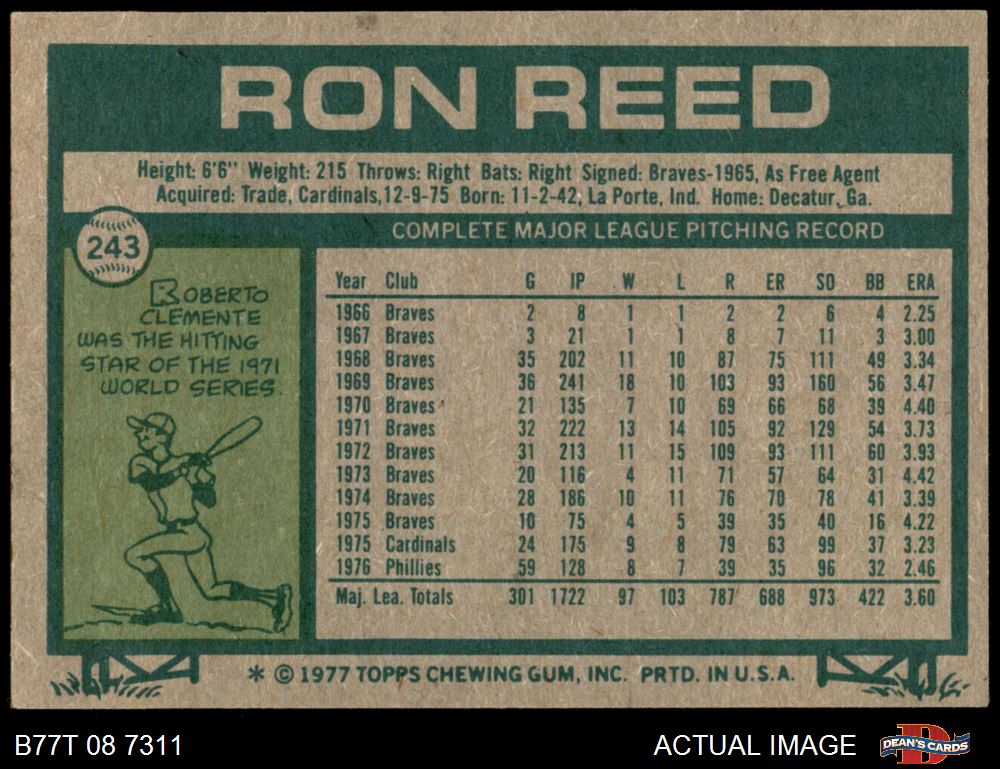 RON REED
Height: 6'6" Weight: 215 Throws: Right Bats: Right Signed: Braves-1965, As Free Agent
Acquired: Trade, Cardinals,12-9-75 Born: 11-2-42, La Porte, Ind. Home: Decatur, Ga.
243
COMPLETE MAJOR LEAGUE PITCHING RECORD
ROBERTO
CLEMENTE
WAS THE HITTING
STAR OF THE 1971
WORLD SERIES.
Year Club G IP W L R ER SO BB ERA
1966 Braves 2 8 1 1 2 2 6 4 2.25
1967 Braves 3 21 1 1 8 7 11 3 3.00
1968 Braves 35 202 11 10 87 75 111 49 3.34
1969 Braves 36 241 18 10 103 93 160 56 3.47
1970 Braves 21 135 7 10 69 66 68 39 4.40
1971 Braves 32 222 13 14 105 92 129 54 3.73
1972 Braves 31 213 11 15 109 93 111 60 3.93
1973 Braves 20 116 4 11 71 57 64 31 4.42
1974 Braves 28 186 10 11 76 70 78 41 3.39
1975 Braves 10 75 4 5 39 35 40 16 4.22
1975 Cardinals 24 175 9 8 79 63 99 37 3.23
1976 Phillies 59 128 8 7 39 35 96 32 2.46
Maj. Lea. Totals 301 1722 97 103 787 688 973 422 3.60
* © 1977 TOPPS CHEWING GUM, INC. PRTD. IN U.S.A.
B77T 08 7311
ACTUAL IMAGE
DEAN'S CARDS